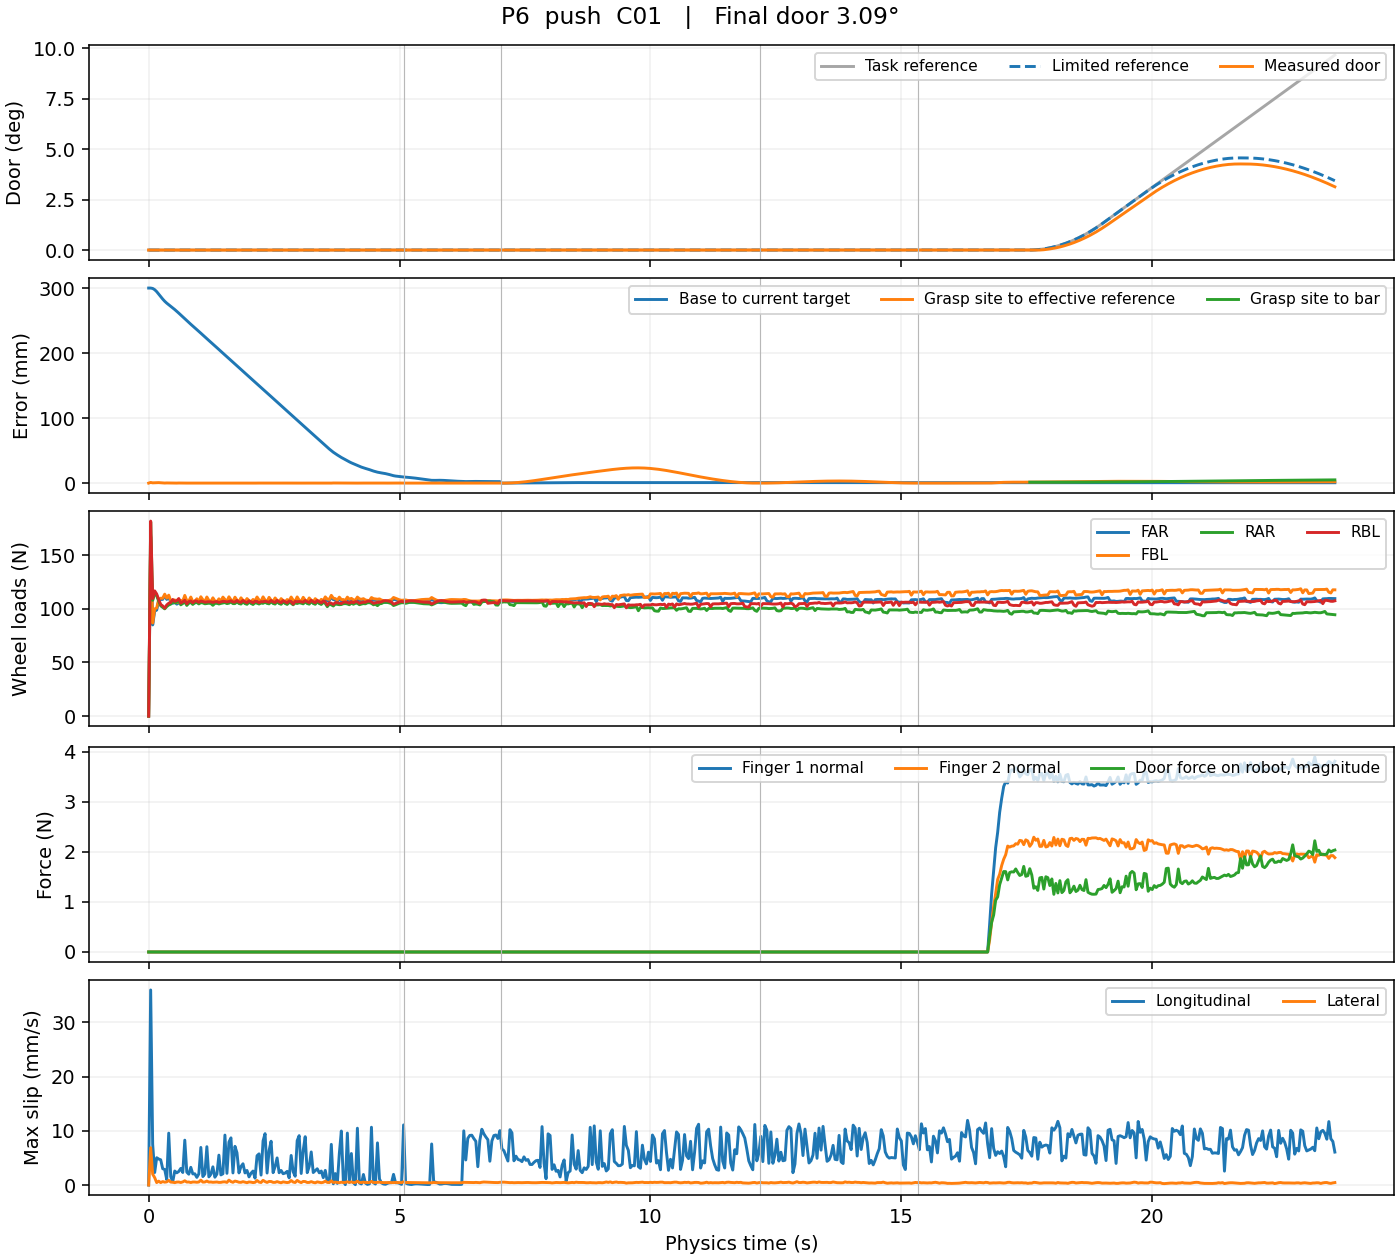 P6  push  C01   |   Final door 3.09°
Door (deg)
10.0
7.5
5.0
2.5
0.0
Task reference
Limited reference
Measured door
Error (mm)
300
200
100
0
Base to current target
Grasp site to effective reference
Grasp site to bar
Wheel loads (N)
150
100
50
0
FAR
RAR
RBL
FBL
Force (N)
4
3
2
1
0
Finger 1 normal
Finger 2 normal
Door force on robot, magnitude
Max slip (mm/s)
30
20
10
0
Longitudinal
Lateral
0
5
10
15
20
Physics time (s)